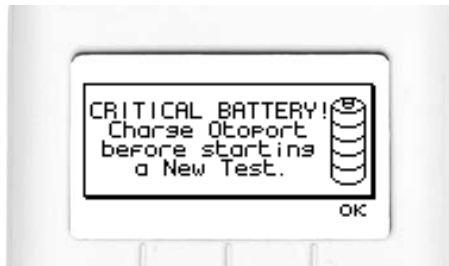 CRITICAL BATTERY!
Charge Otoport
before starting
a New Test.
OK